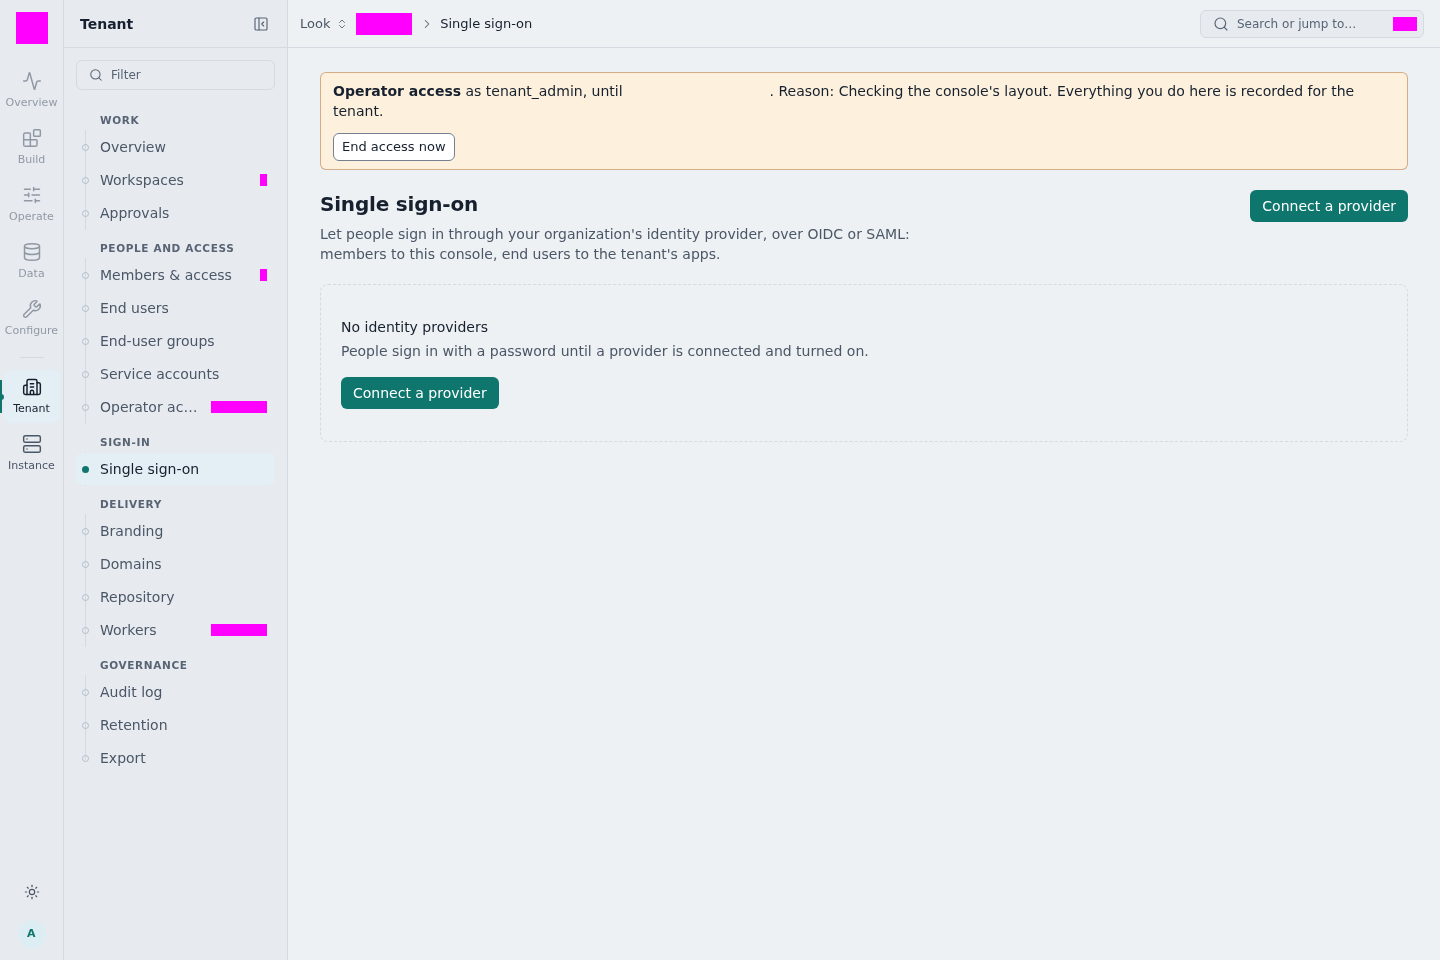 Tenant
Look
Single sign-on
Search or jump to...
Overview
Build
Operate
Data
Configure
Tenant
Instance
A
Filter
WORK
Overview
Workspaces
Approvals
PEOPLE AND ACCESS
Members & access
End users
End-user groups
Service accounts
Operator ac...
SIGN-IN
Single sign-on
DELIVERY
Branding
Domains
Repository
Workers
GOVERNANCE
Audit log
Retention
Export
Operator access as tenant_admin, until . Reason: Checking the console's layout. Everything you do here is recorded for the
tenant.
End access now
Single sign-on
Connect a provider
Let people sign in through your organization's identity provider, over OIDC or SAML:
members to this console, end users to the tenant's apps.
No identity providers
People sign in with a password until a provider is connected and turned on.
Connect a provider